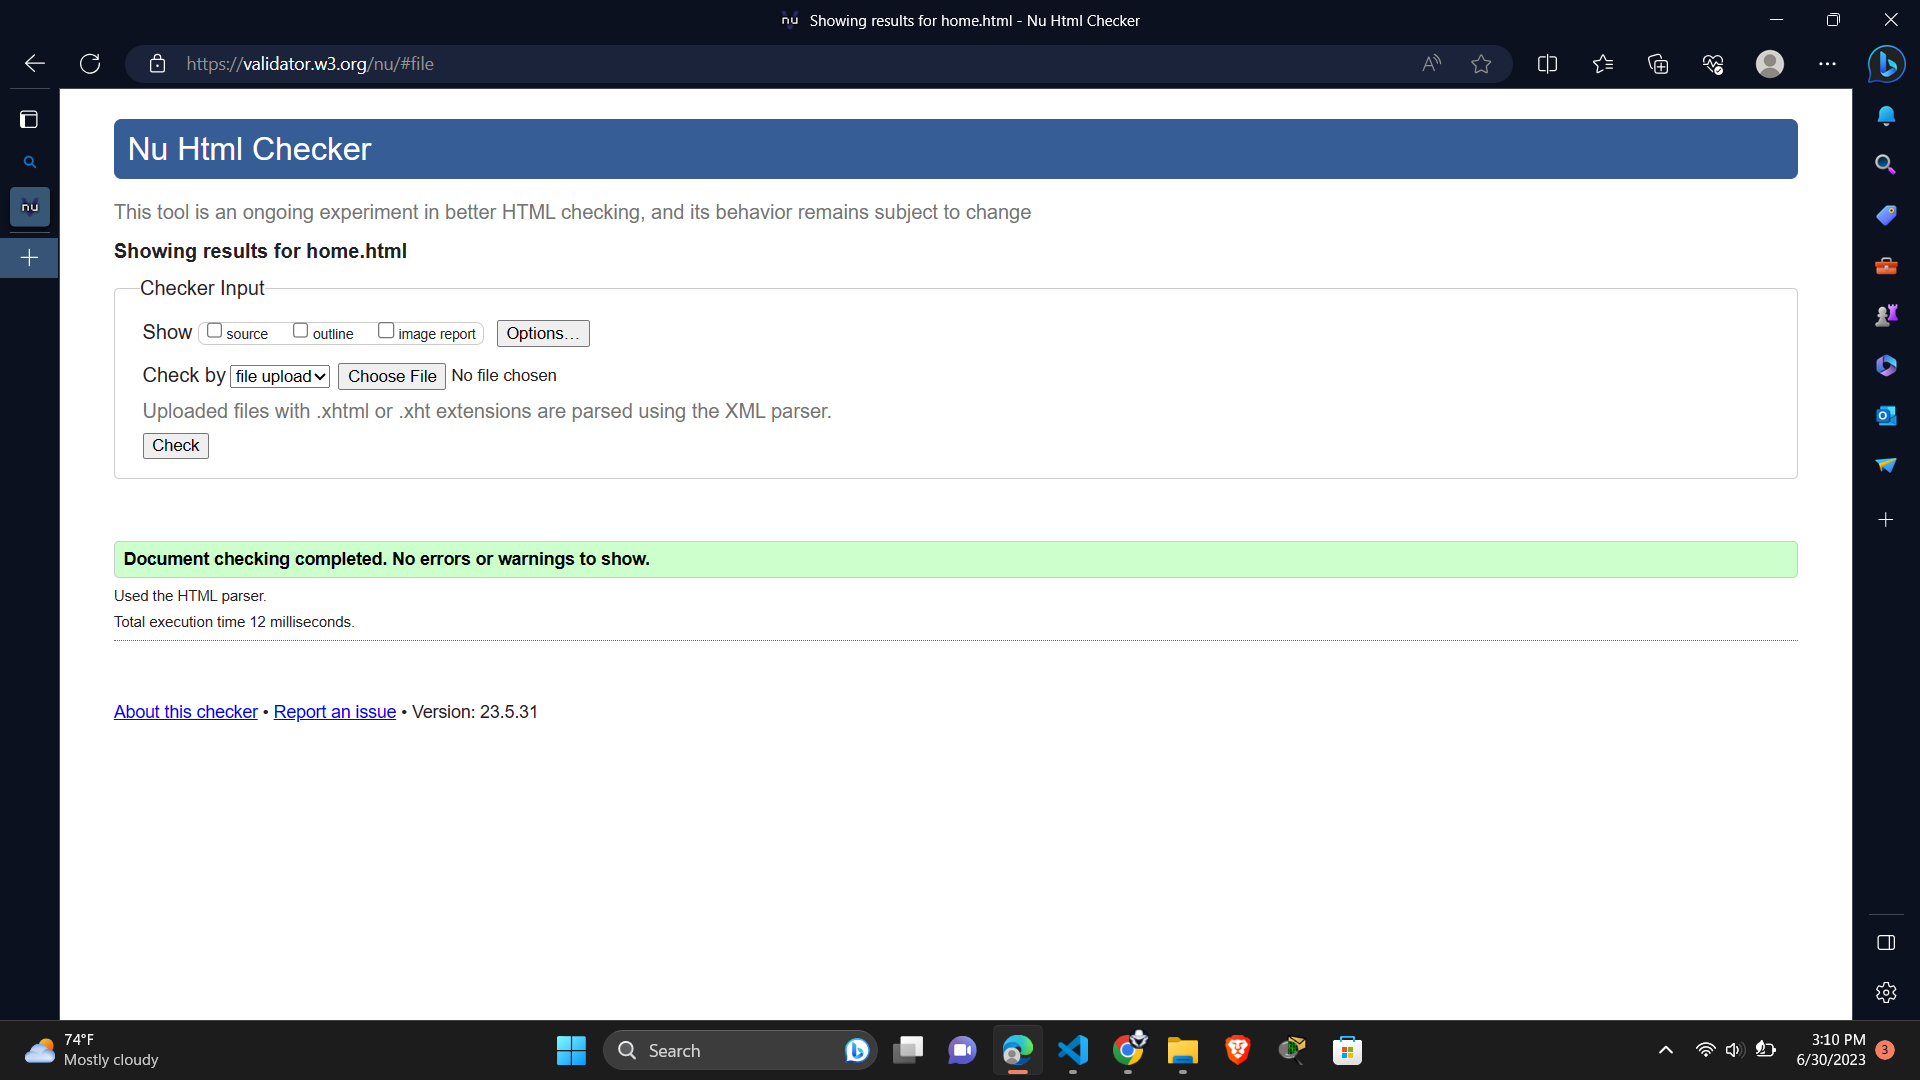 nu Showing results for home.html - Nu Html Checker
https://validator.w3.org/nu/#file
nu
Nu Html Checker
This tool is an ongoing experiment in better HTML checking, and its behavior remains subject to change
Showing results for home.html
Checker Input
Show source outline image report Options...
Check by file upload Choose File No file chosen
Uploaded files with .xhtml or .xht extensions are parsed using the XML parser.
Check
Document checking completed. No errors or warnings to show.
Used the HTML parser.
Total execution time 12 milliseconds.
About this checker • Report an issue • Version: 23.5.31
74°F
Mostly cloudy
Search
3:10 PM
6/30/2023
3